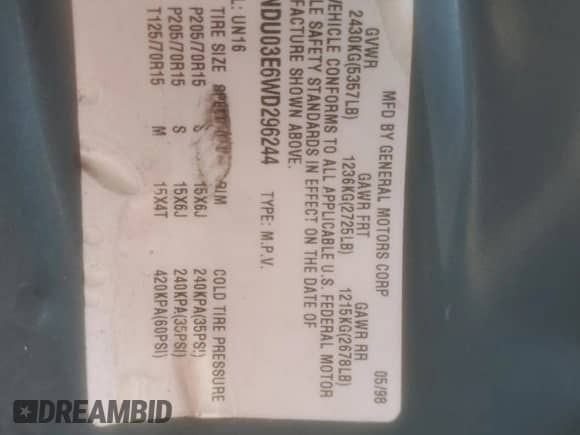 MFD BY GENERAL MOTORS CORP 05/98
GVWR GAWR FRT GAWR RR
2430KG(5357LB) 1236KG(2725LB) 1215KG(2678LB)
VEHICLE CONFORMS TO ALL APPLICABLE U.S. FEDERAL MOTOR
LE SAFETY STANDARDS IN EFFECT ON THE DATE OF
FACTURE SHOWN ABOVE.
NDU03E6WD296244 TYPE: M.P.V.
L: UN16
TIRE SIZE RIM COLD TIRE PRESSURE
P205/70R15 S 15X6J 240KPA(35PSI)
P205/70R15 S 15X6J 240KPA(35PSI)
T125/70R15 M 15X4T 420KPA(60PSI)
DREAMBID